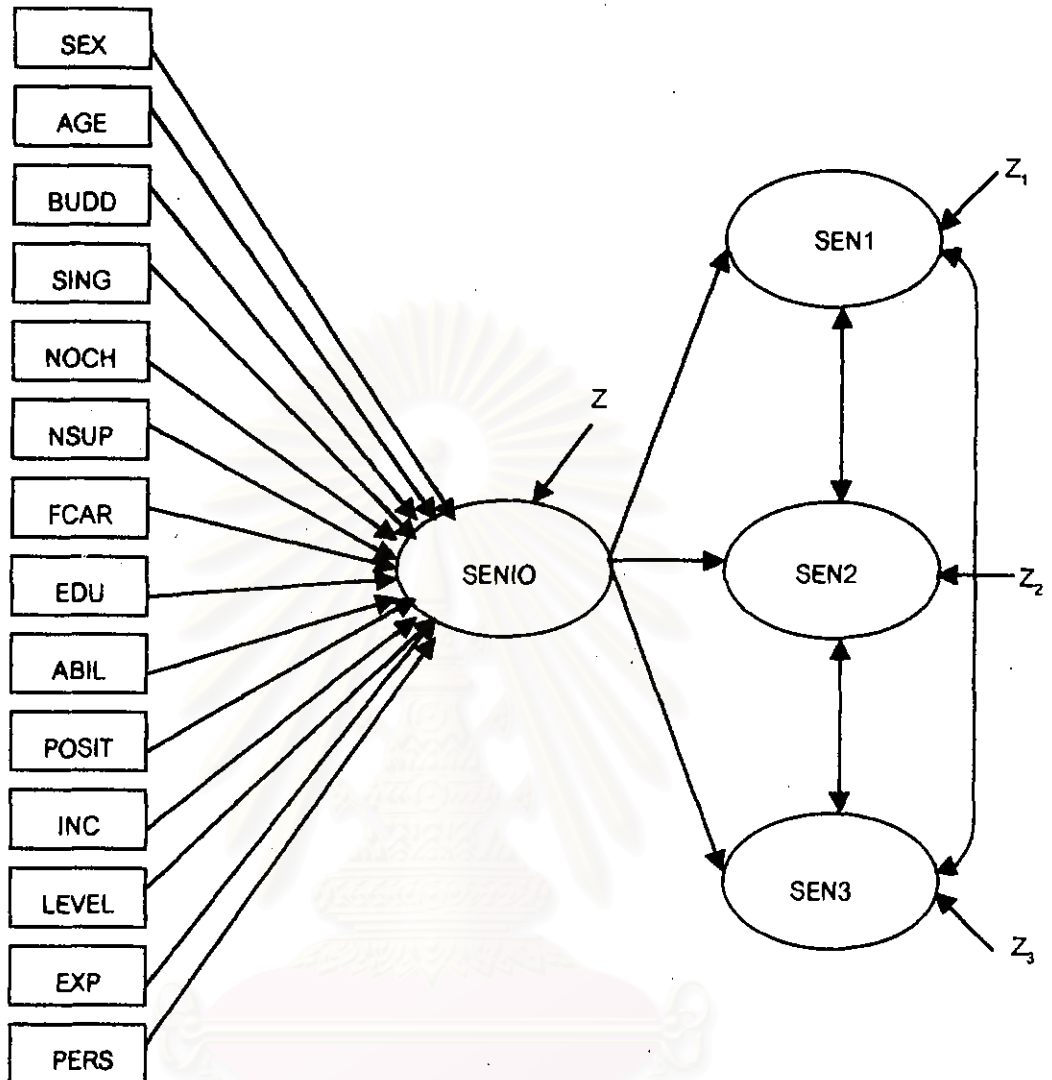 SEX
AGE
BUDD
SING
NOCH
NSUP
FCAR
EDU
ABIL
POSIT
INC
LEVEL
EXP
PERS
Z
SENIO
Z₁
SEN1
SEN2
Z₂
SEN3
Z₃